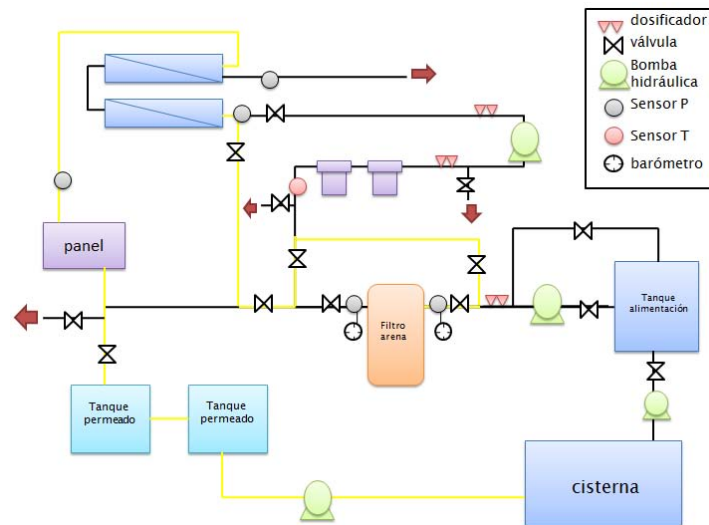 dosificador
válvula
Bomba
hidráulica
Sensor P
Sensor T
barómetro
panel
Filtro
arena
Tanque
alimentación
Tanque
permeado
Tanque
permeado
cisterna